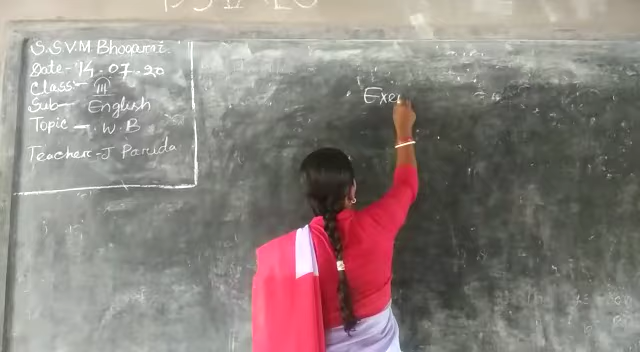 S.S.V.M Bhogarai
Date-14.07.20
Class-III
Sub- English
Topic - W.B
Teacher-J Parida
Exer